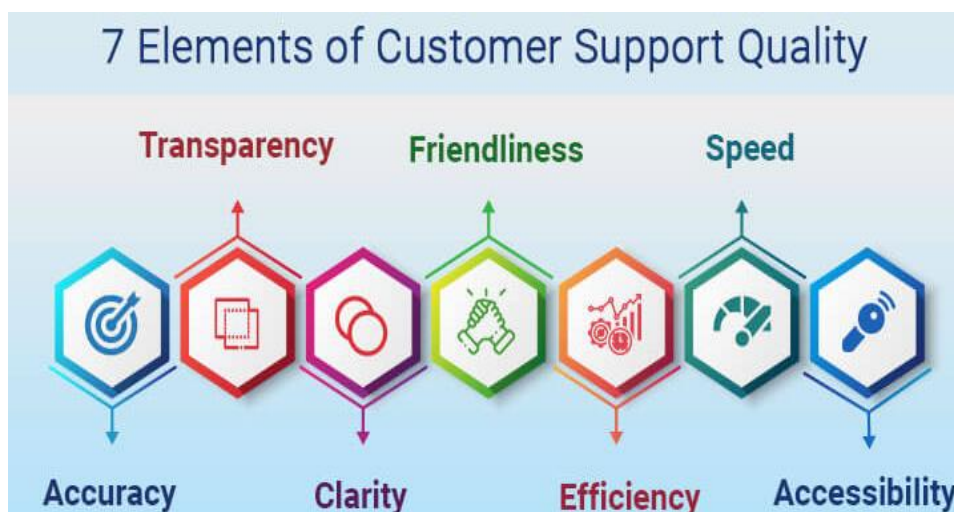 7 Elements of Customer Support Quality
Transparency
Friendliness
Speed
Accuracy
Clarity
Efficiency
Accessibility